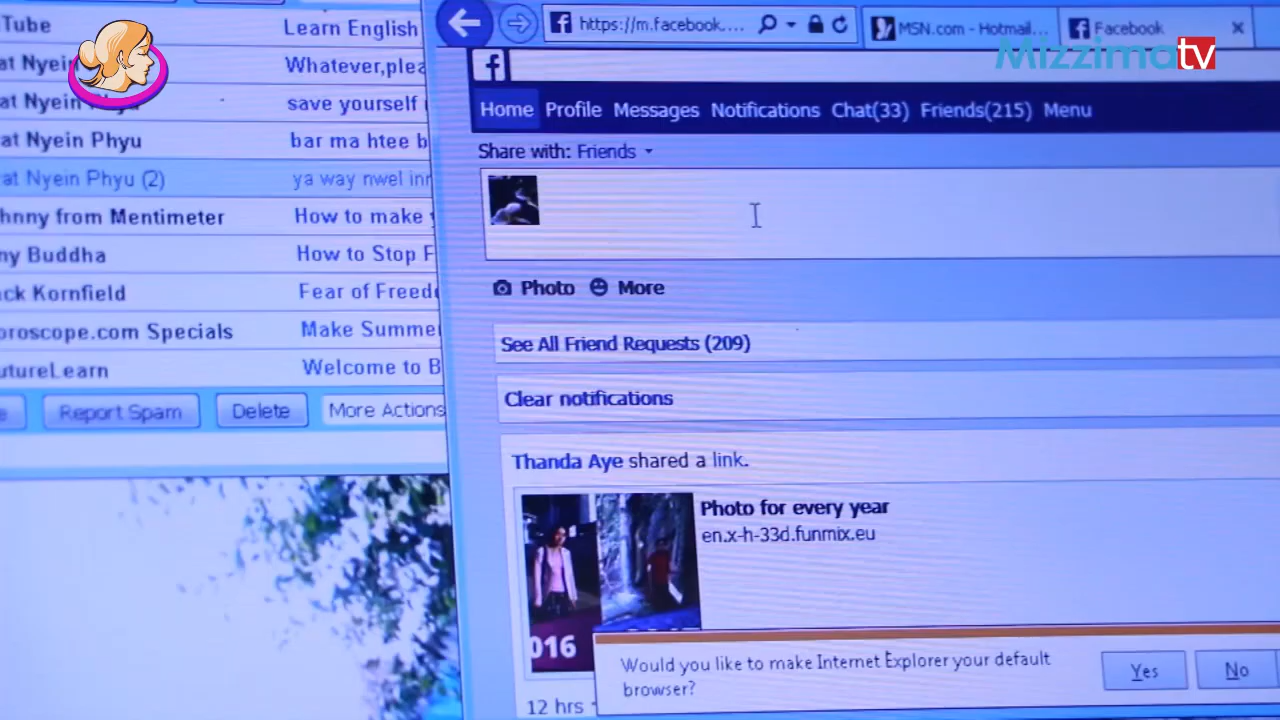 Tube
Learn English
at Nyein
Whatever,plea
at Nyein
save yourself
at Nyein Phyu
bar ma htee b
at Nyein Phyu (2)
ya way nwel inn
hnny from Mentimeter
How to make
ny Buddha
How to Stop F
ck Kornfield
Fear of Freed
oroscope.com Specials
Make Summe
utureLearn
Welcome to B
Report Spam
Delete
More Actions
https://m.facebook....
MSN.com - Hotmail...
Facebook
Mizzima tv
Home Profile Messages Notifications Chat(33) Friends(215) Menu
Share with: Friends
Photo
More
See All Friend Requests (209)
Clear notifications
Thanda Aye shared a link.
Photo for every year
en.x-h-33d.funmix.eu
016
12 hrs
Would you like to make Internet Explorer your default
browser?
Yes
No